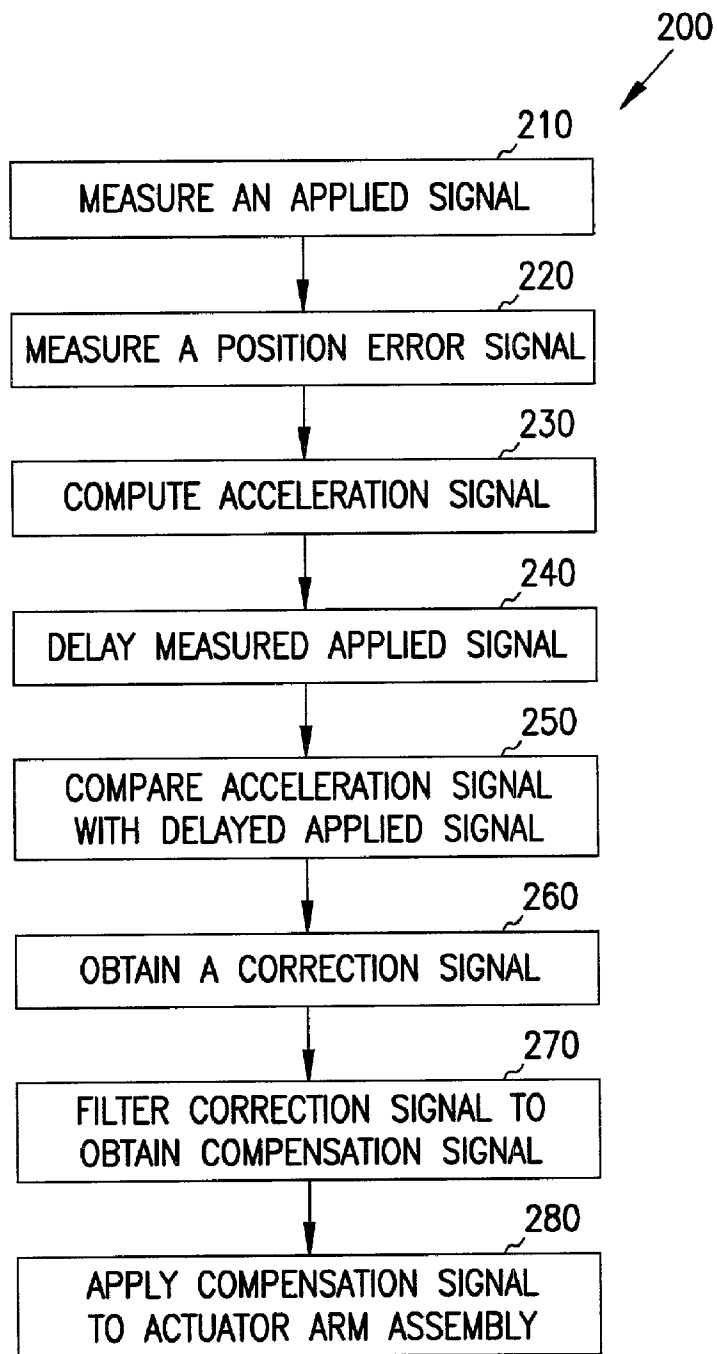 200
210
MEASURE AN APPLIED SIGNAL
220
MEASURE A POSITION ERROR SIGNAL
230
COMPUTE ACCELERATION SIGNAL
240
DELAY MEASURED APPLIED SIGNAL
250
COMPARE ACCELERATION SIGNAL
WITH DELAYED APPLIED SIGNAL
260
OBTAIN A CORRECTION SIGNAL
270
FILTER CORRECTION SIGNAL TO
OBTAIN COMPENSATION SIGNAL
280
APPLY COMPENSATION SIGNAL
TO ACTUATOR ARM ASSEMBLY